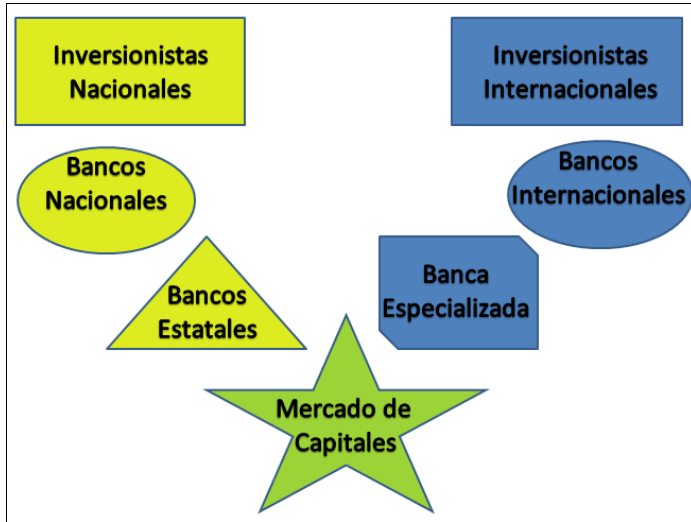 Inversionistas
Nacionales
Inversionistas
Internacionales
Bancos
Nacionales
Bancos
Internacionales
Bancos
Estatales
Banca
Especializada
Mercado de
Capitales